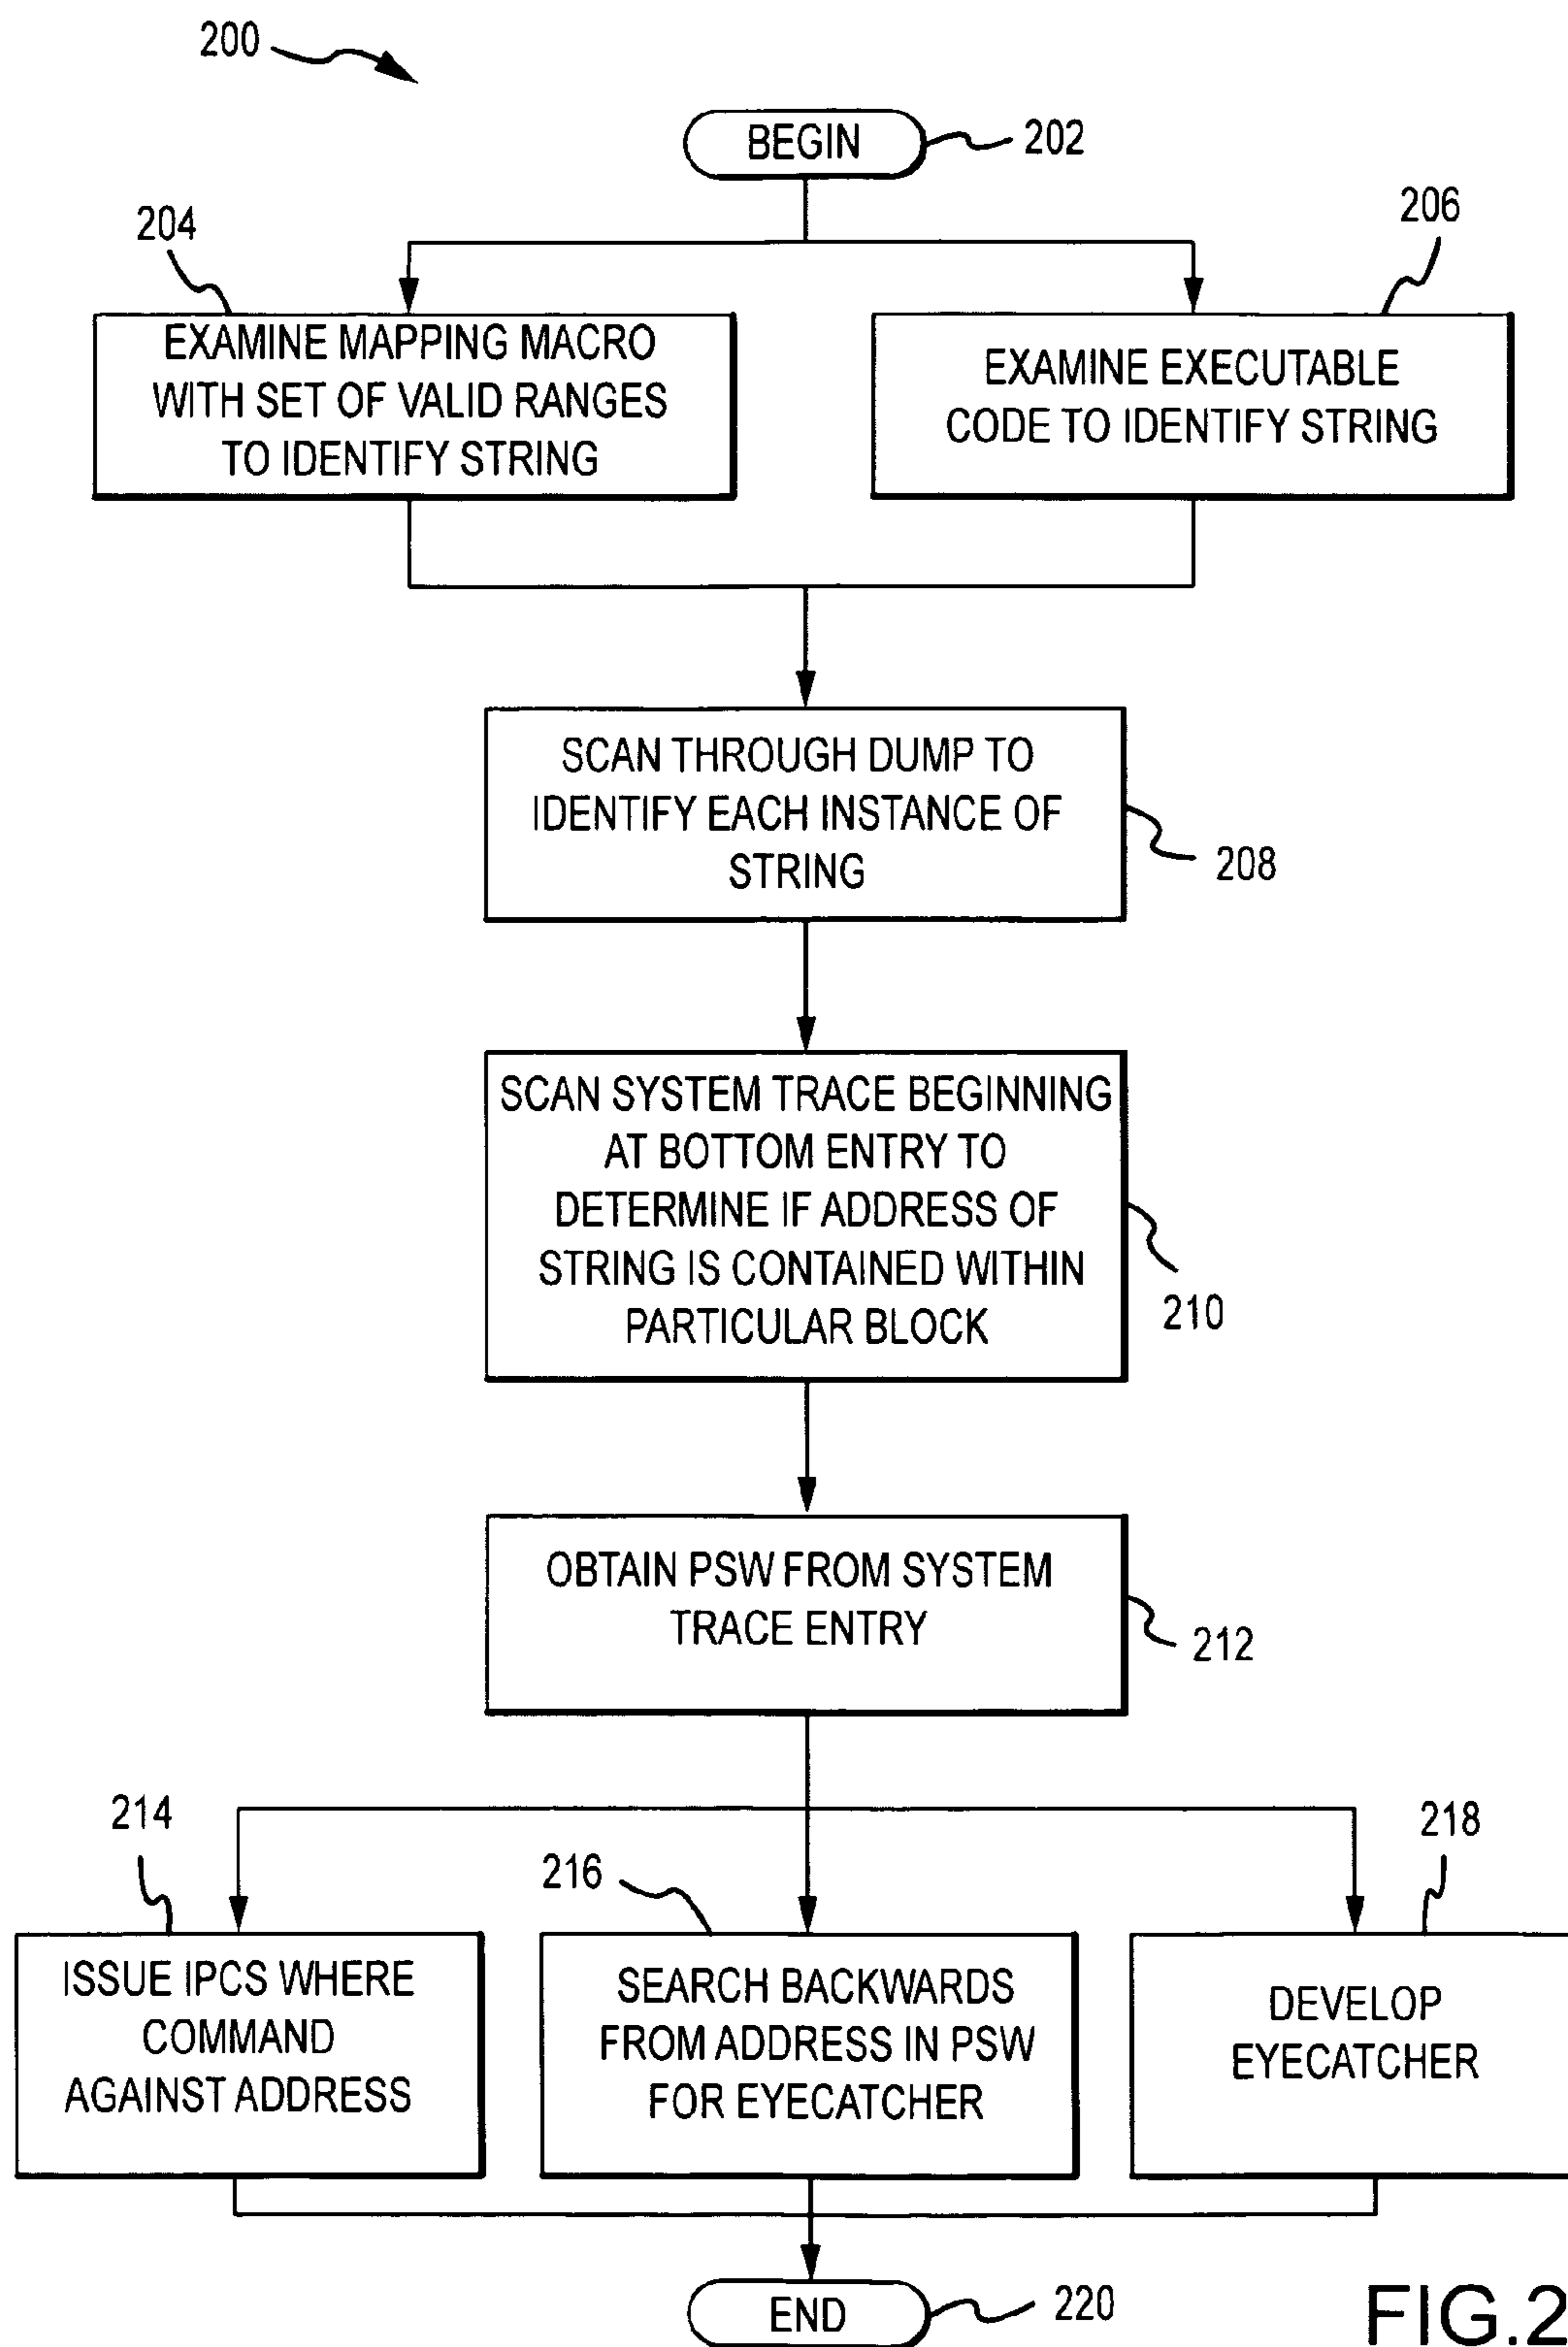 200
BEGIN
202
204
206
EXAMINE MAPPING MACRO
WITH SET OF VALID RANGES
TO IDENTIFY STRING
EXAMINE EXECUTABLE
CODE TO IDENTIFY STRING
SCAN THROUGH DUMP TO
IDENTIFY EACH INSTANCE OF
STRING
208
SCAN SYSTEM TRACE BEGINNING
AT BOTTOM ENTRY TO
DETERMINE IF ADDRESS OF
STRING IS CONTAINED WITHIN
PARTICULAR BLOCK
210
OBTAIN PSW FROM SYSTEM
TRACE ENTRY
212
214
216
218
ISSUE IPCS WHERE
COMMAND
AGAINST ADDRESS
SEARCH BACKWARDS
FROM ADDRESS IN PSW
FOR EYECATCHER
DEVELOP
EYECATCHER
END
220
FIG.2